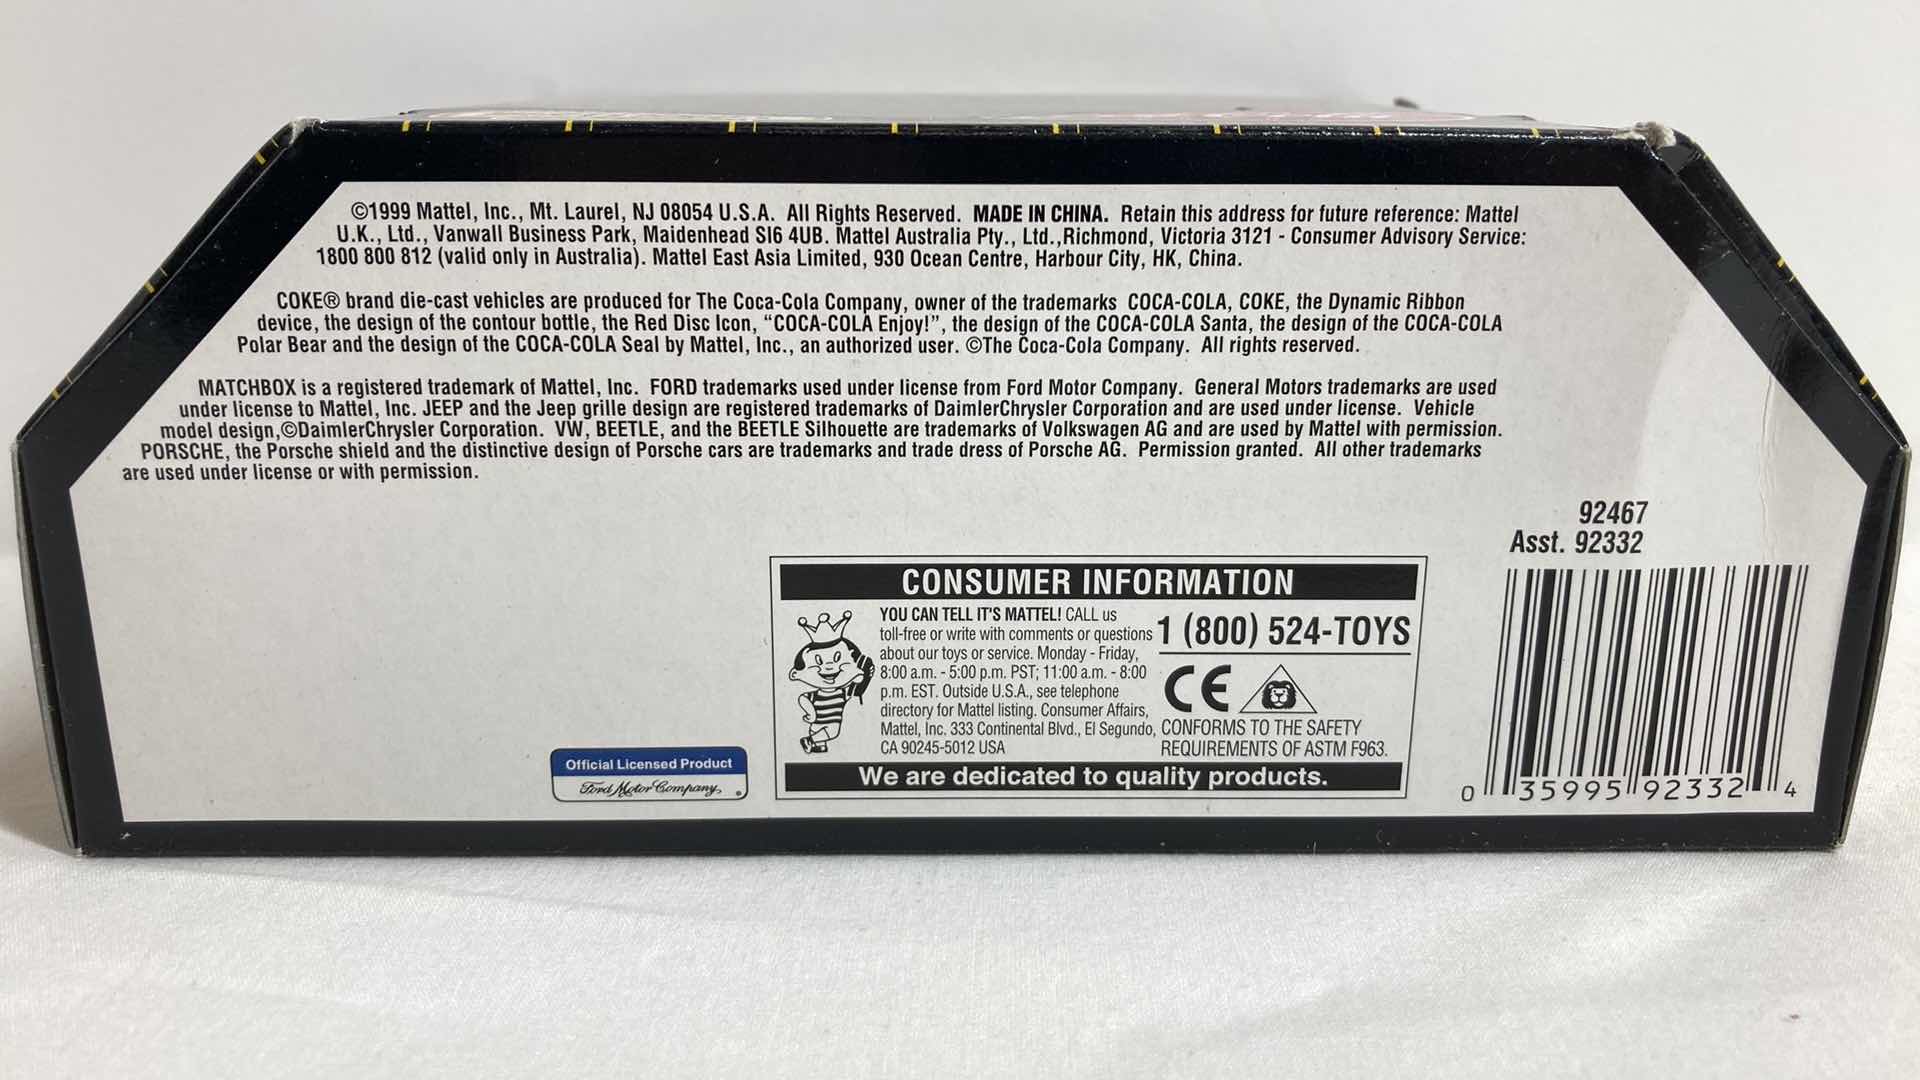 ©1999 Mattel, Inc., Mt. Laurel, NJ 08054 U.S.A. All Rights Reserved. MADE IN CHINA. Retain this address for future reference: Mattel
U.K., Ltd., Vanwall Business Park, Maidenhead Sl6 4UB. Mattel Australia Pty., Ltd.,Richmond, Victoria 3121 - Consumer Advisory Service:
1800 800 812 (valid only in Australia). Mattel East Asia Limited, 930 Ocean Centre, Harbour City, HK, China.
COKE® brand die-cast vehicles are produced for The Coca-Cola Company, owner of the trademarks COCA-COLA, COKE, the Dynamic Ribbon
device, the design of the contour bottle, the Red Disc Icon, “COCA-COLA Enjoy!”, the design of the COCA-COLA Santa, the design of the COCA-COLA
Polar Bear and the design of the COCA-COLA Seal by Mattel, Inc., an authorized user. ©The Coca-Cola Company. All rights reserved.
MATCHBOX is a registered trademark of Mattel, Inc. FORD trademarks used under license from Ford Motor Company. General Motors trademarks are used
under license to Mattel, Inc. JEEP and the Jeep grille design are registered trademarks of DaimlerChrysler Corporation and are used under license. Vehicle
model design,©DaimlerChrysler Corporation. VW, BEETLE, and the BEETLE Silhouette are trademarks of Volkswagen AG and are used by Mattel with permission.
PORSCHE, the Porsche shield and the distinctive design of Porsche cars are trademarks and trade dress of Porsche AG. Permission granted. All other trademarks
are used under license or with permission.
92467
Asst. 92332
CONSUMER INFORMATION
YOU CAN TELL IT'S MATTEL! CALL us
toll-free or write with comments or questions
about our toys or service. Monday - Friday,
8:00 a.m. - 5:00 p.m. PST; 11:00 a.m. - 8:00
p.m. EST. Outside U.S.A., see telephone
directory for Mattel listing. Consumer Affairs,
Mattel, Inc. 333 Continental Blvd., El Segundo,
CA 90245-5012 USA
1 (800) 524-TOYS
CE
CONFORMS TO THE SAFETY
REQUIREMENTS OF ASTM F963.
We are dedicated to quality products.
Official Licensed Product
Ford Motor Company
0 35995 92332 4